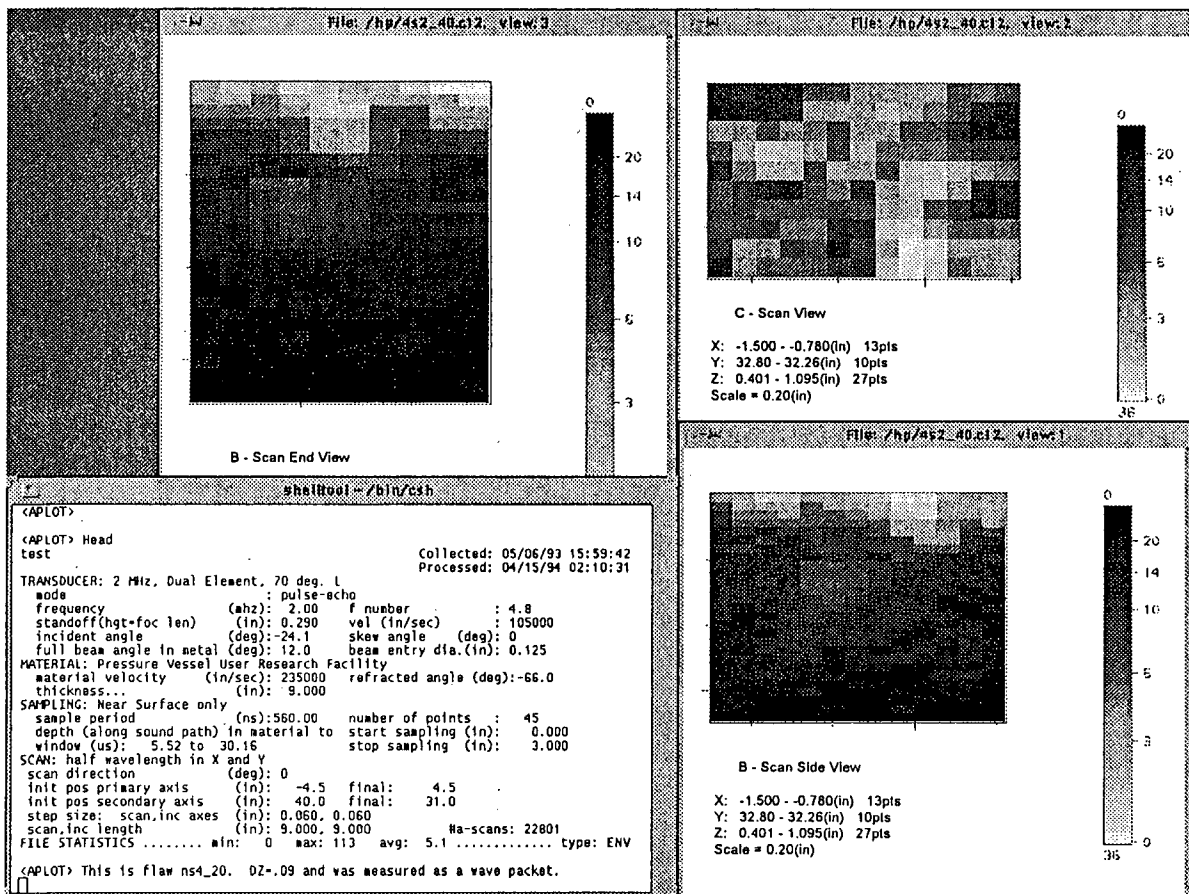 File: /hp/4s2_40.c12, view:3
0
20
14
10
6
3
B - Scan End View
File: /hp/4s2_40.c12, view:2
0
20
14
10
5
3
0
36
C - Scan View
X: -1.500 - -0.780(in) 13pts
Y: 32.80 - 32.26(in) 10pts
Z: 0.401 - 1.095(in) 27pts
Scale = 0.20(in)
shelltool - /bin/csh
<APLOT>
<APLOT> Head
test Collected: 05/06/93 15:59:42
Processed: 04/15/94 02:10:31
TRANSDUCER: 2 MHz, Dual Element, 70 deg. L
mode : pulse-echo
frequency (mhz): 2.00 f number : 4.8
standoff(hgt+foc len) (in): 0.290 vel (in/sec) : 105000
incident angle (deg):-24.1 skew angle (deg): 0
full beam angle in metal (deg): 12.0 beam entry dia.(in): 0.125
MATERIAL: Pressure Vessel User Research Facility
material velocity (in/sec): 235000 refracted angle (deg):-66.0
thickness... (in): 9.000
SAMPLING: Near Surface only
sample period (ns):560.00 number of points : 45
depth (along sound path) in material to start sampling (in): 0.000
window (us): 5.52 to 30.16 stop sampling (in): 3.000
SCAN: half wavelength in X and Y
scan direction (deg): 0
init pos primary axis (in): -4.5 final: 4.5
init pos secondary axis (in): 40.0 final: 31.0
step size: scan,inc axes (in): 0.060, 0.060
scan,inc length (in): 9.000, 9.000 #a-scans: 22801
FILE STATISTICS ........ min: 0 max: 113 avg: 5.1 ............. type: ENV
<APLOT> This is flaw ns4_20. DZ=.09 and was measured as a wave packet.
File: /hp/4s2_40.c12, view:1
0
20
14
10
5
3
0
36
B - Scan Side View
X: -1.500 - -0.780(in) 13pts
Y: 32.80 - 32.26(in) 10pts
Z: 0.401 - 1.095(in) 27pts
Scale = 0.20(in)